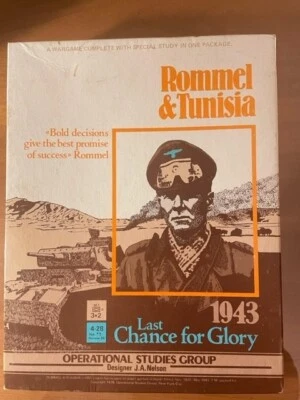 A WARGAME COMPLETE WITH SPECIAL STUDY IN ONE PACKAGE
Rommel
& Tunisia
"Bold decisions
give the best promise
of success" Rommel
1943
Last
Chance for Glory
OPERATIONAL STUDIES GROUP
Designer J.A. Nelson